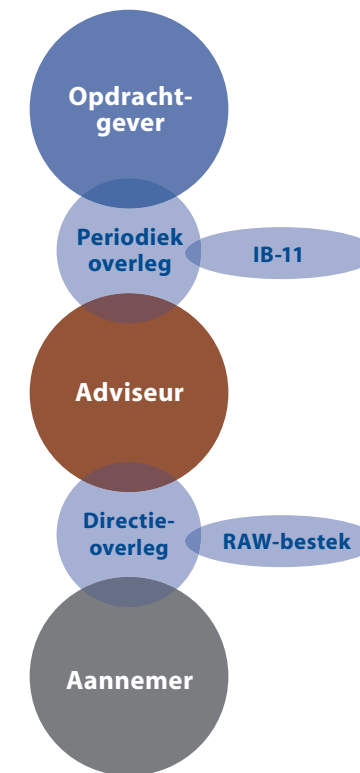 Opdracht-
gever
Periodiek
overleg
IB-11
Adviseur
Directie-
overleg
RAW-bestek
Aannemer